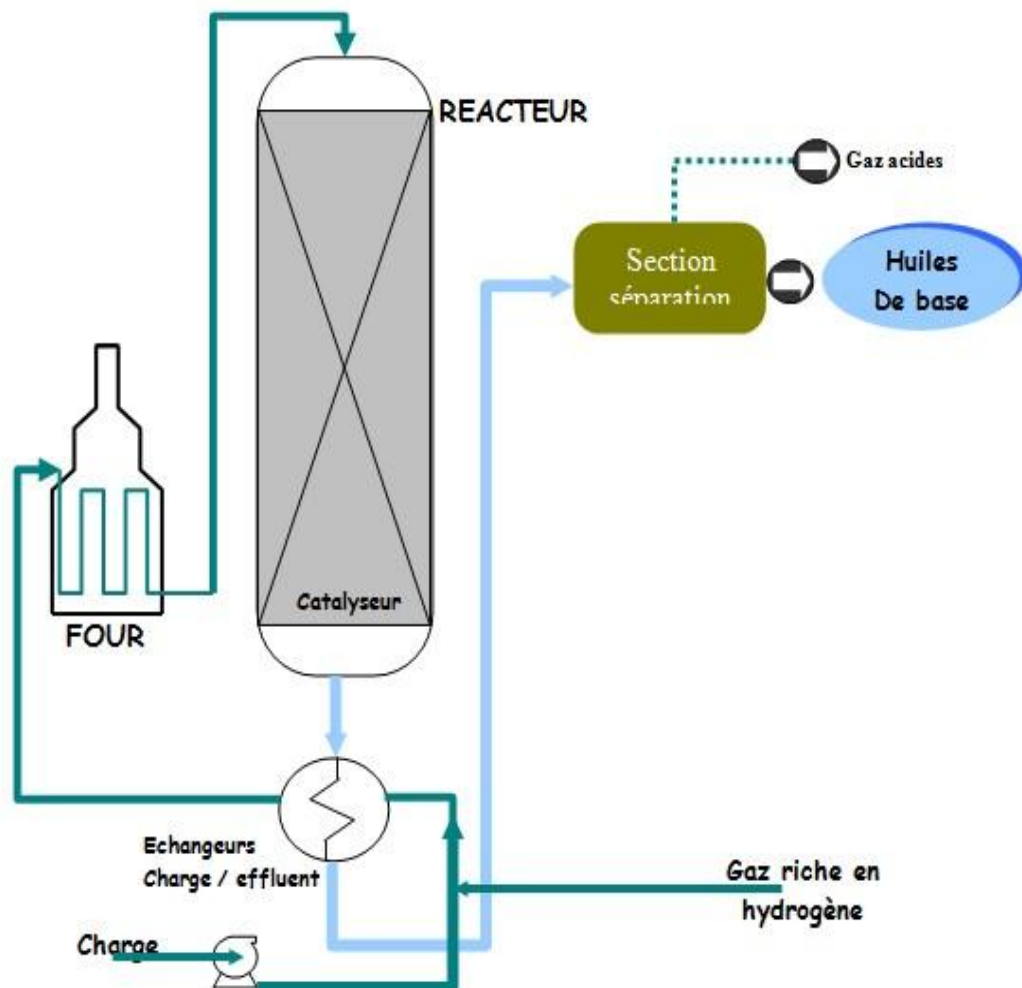 REACTEUR
Gaz acides
Section
séparation
Huiles
De base
Catalyseur
FOUR
Echangeurs
Charge / effluent
Gaz riche en
hydrogène
Charge